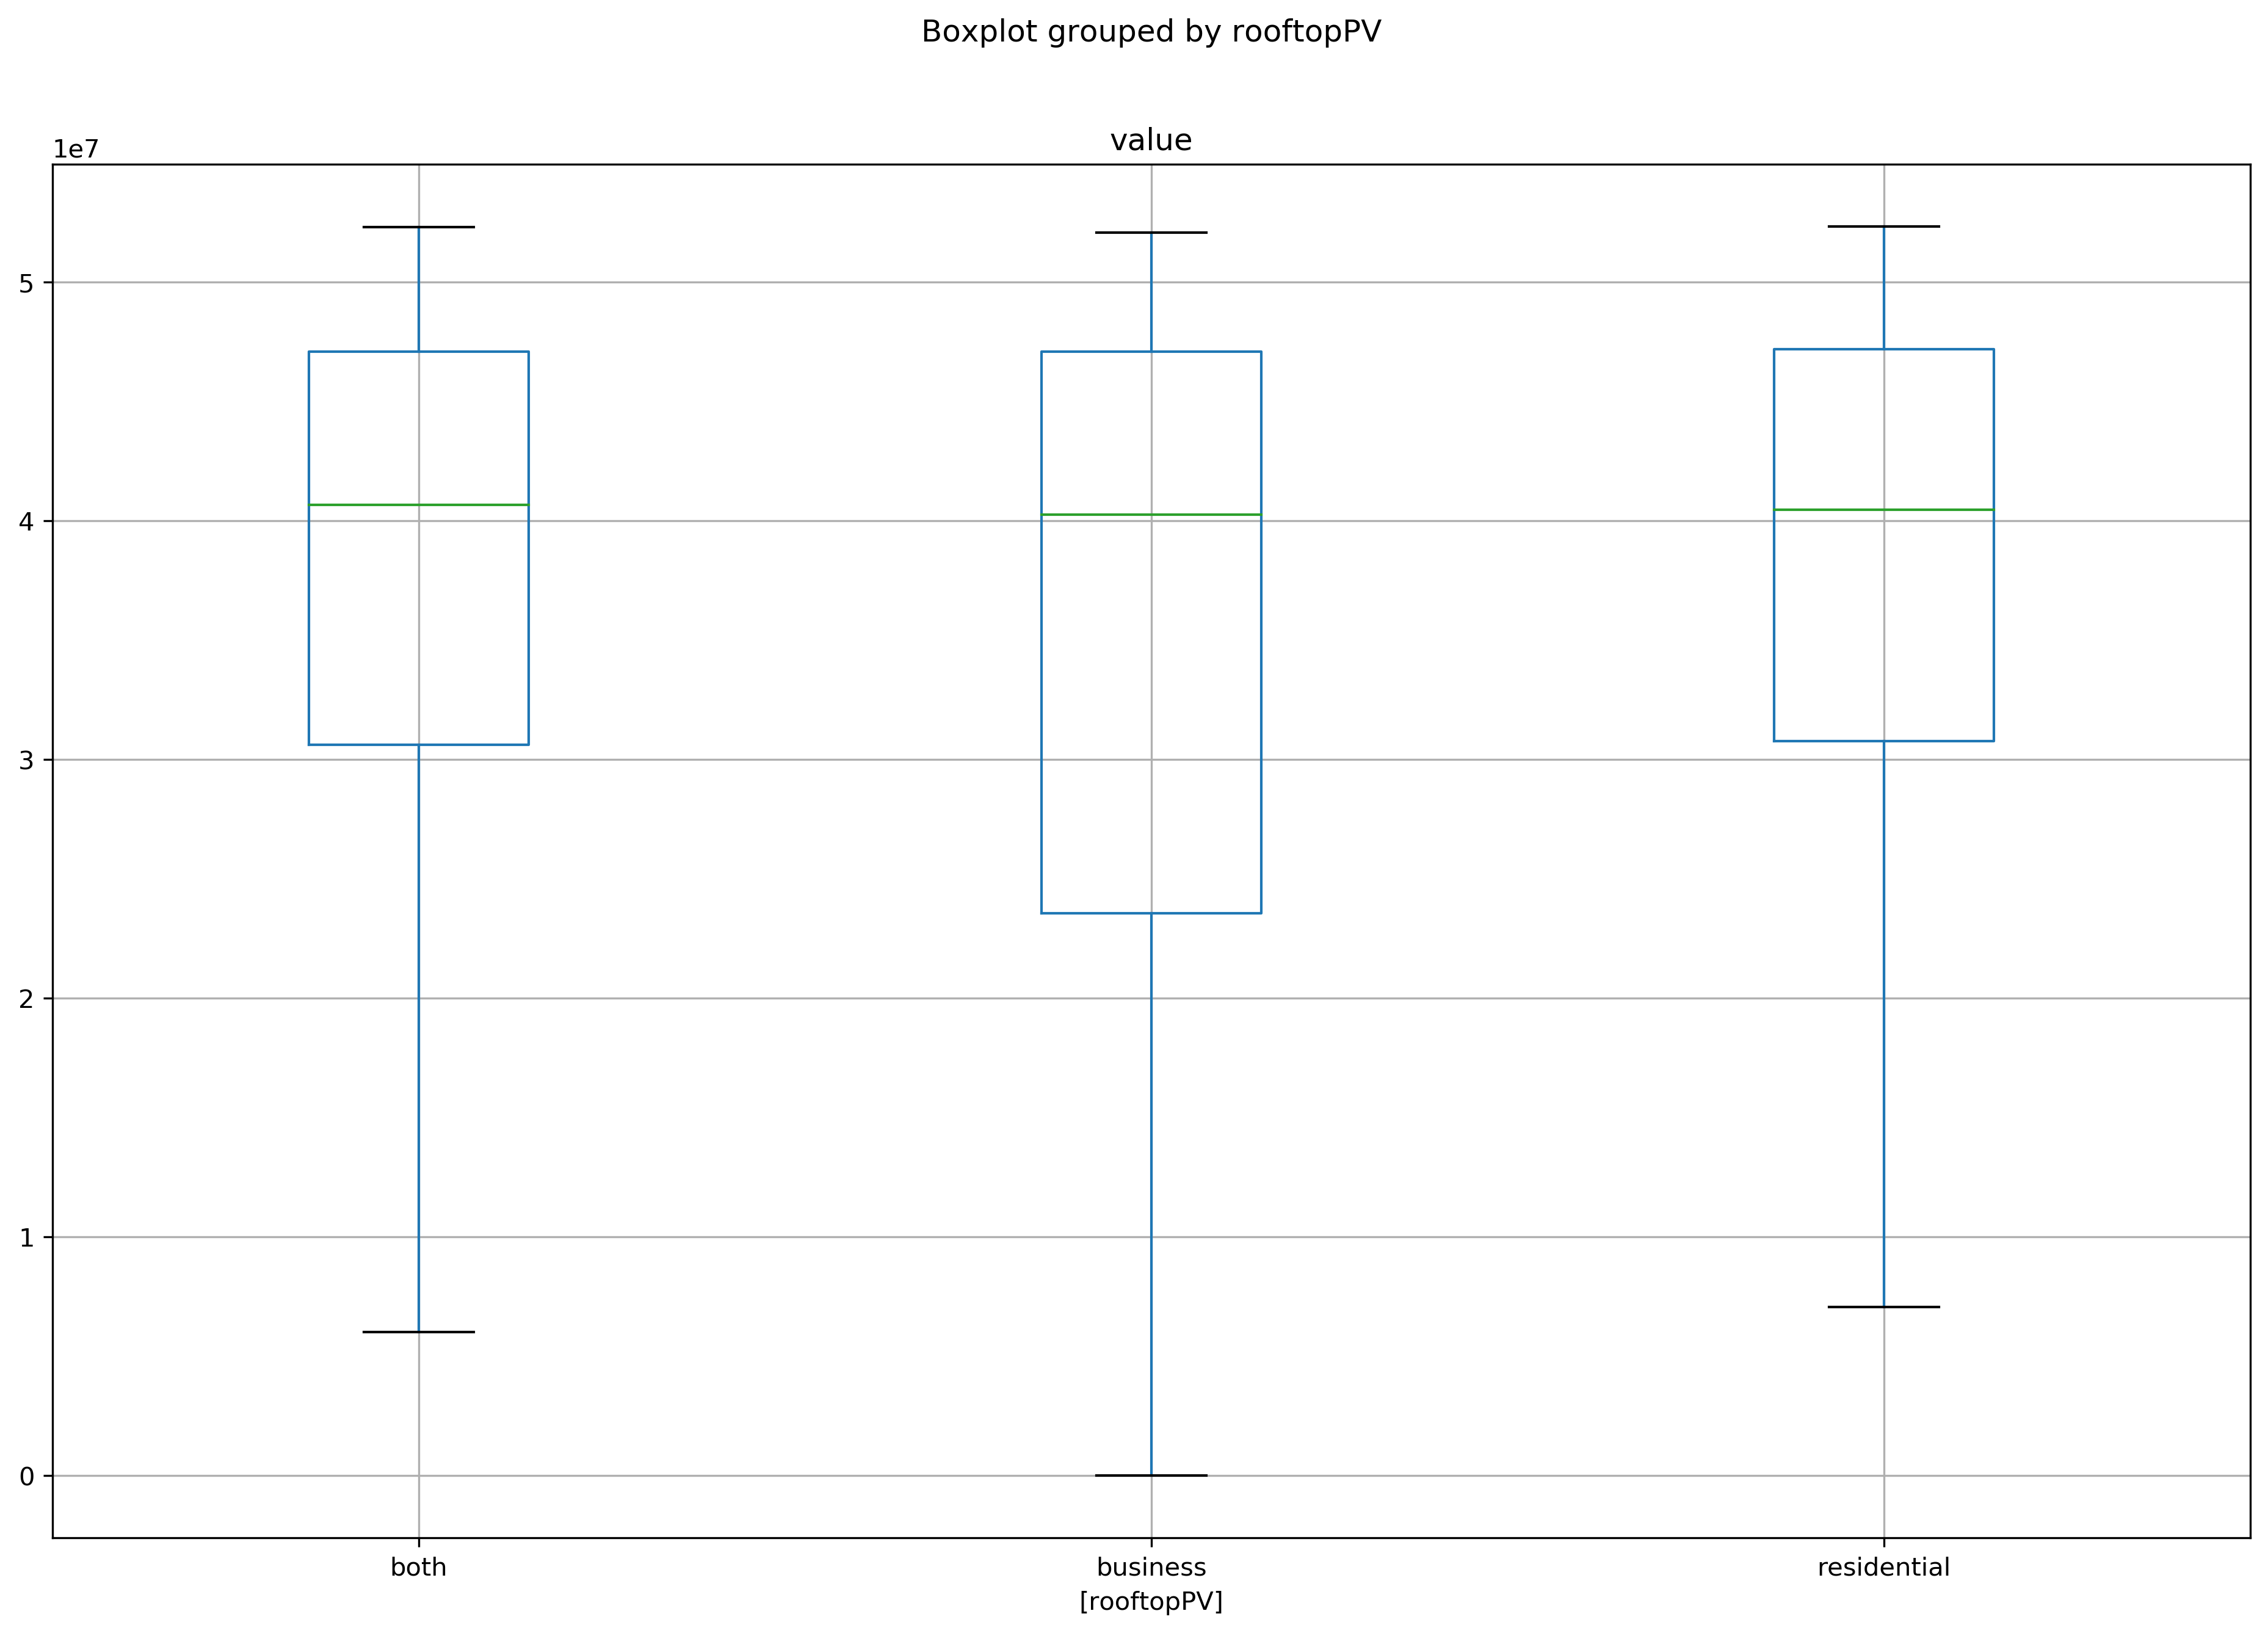 Boxplot grouped by rooftopPV
value
1e7
5
4
3
2
1
0
both business residential
[rooftopPV]